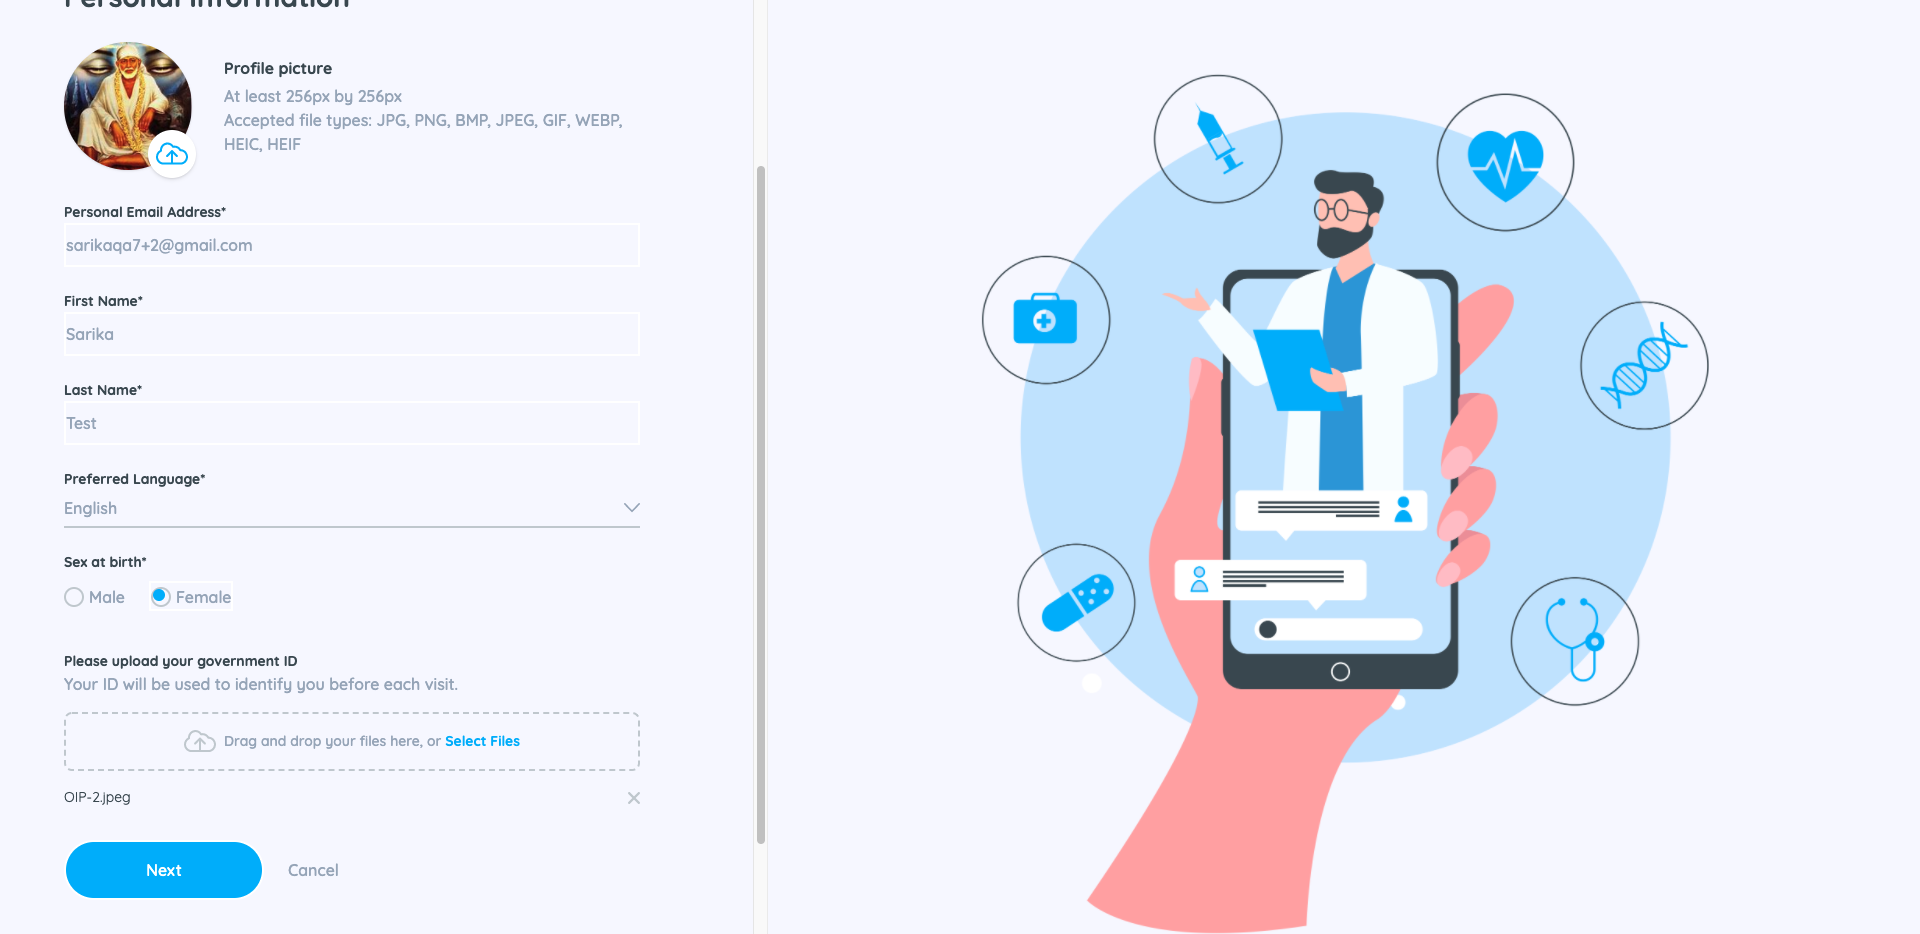 Personal Information
Profile picture
At least 256px by 256px
Accepted file types: JPG, PNG, BMP, JPEG, GIF, WEBP,
HEIC, HEIF
Personal Email Address*
sarikaqa7+2@gmail.com
First Name*
Sarika
Last Name*
Test
Preferred Language*
English
Sex at birth*
Male Female
Please upload your government ID
Your ID will be used to identify you before each visit.
Drag and drop your files here, or Select Files
OIP-2.jpeg
Next Cancel